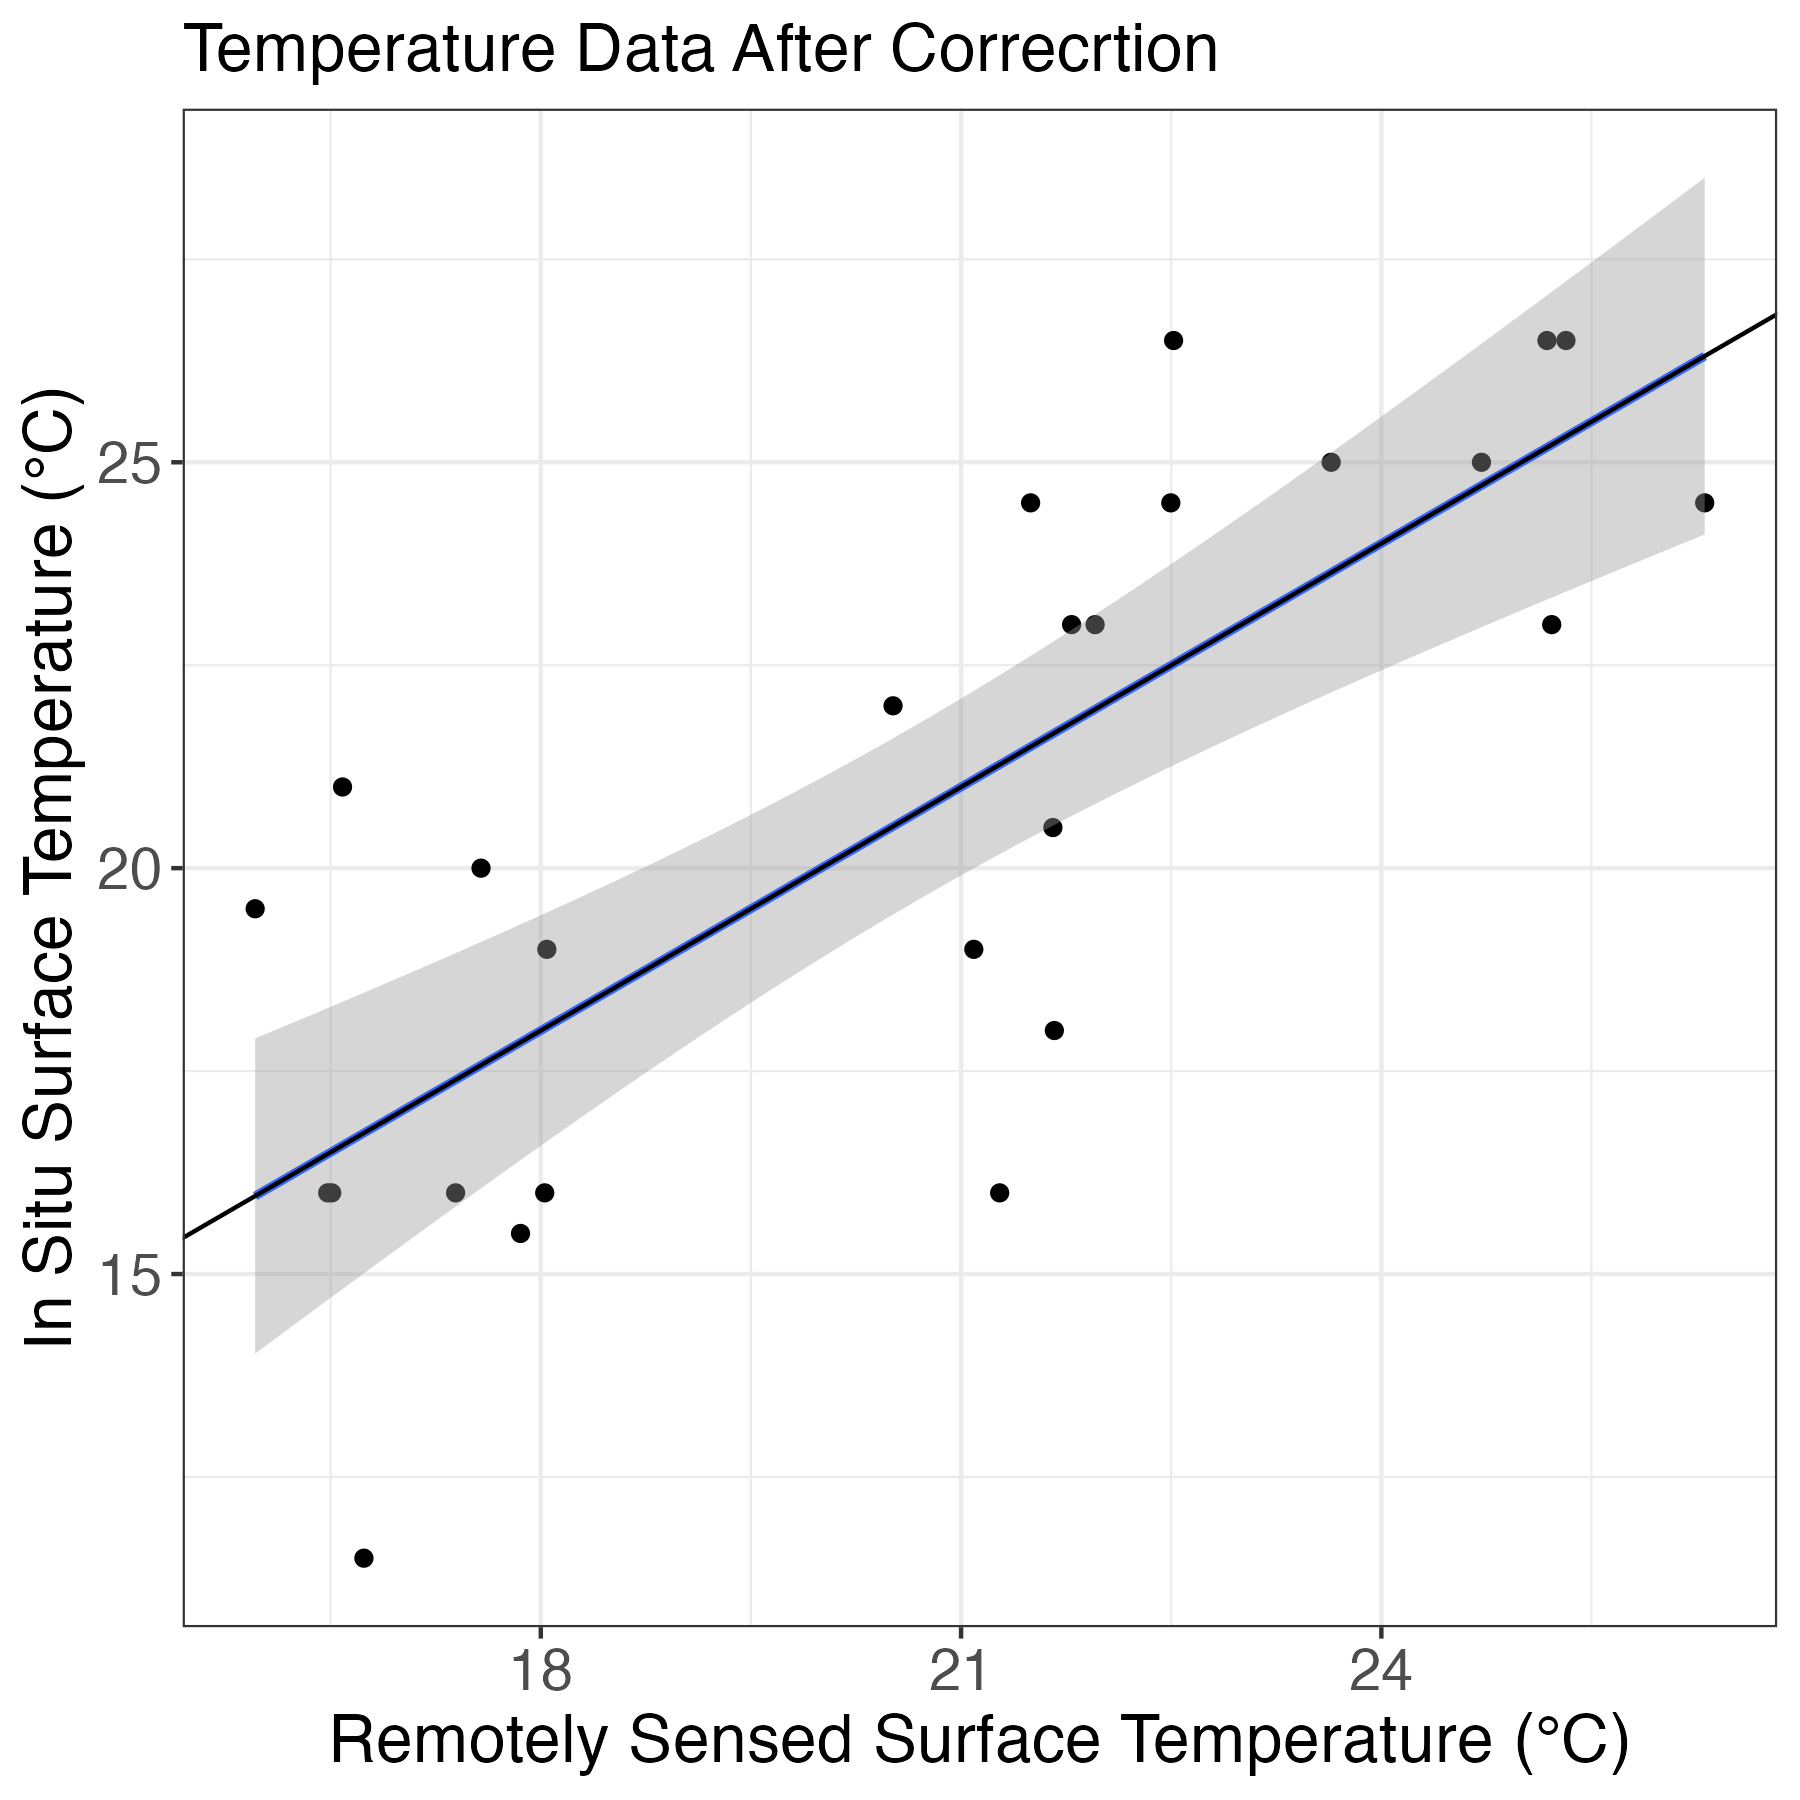 Temperature Data After Correcrtion
In Situ Surface Temperature (°C)
25
20
15
18
21
24
Remotely Sensed Surface Temperature (°C)